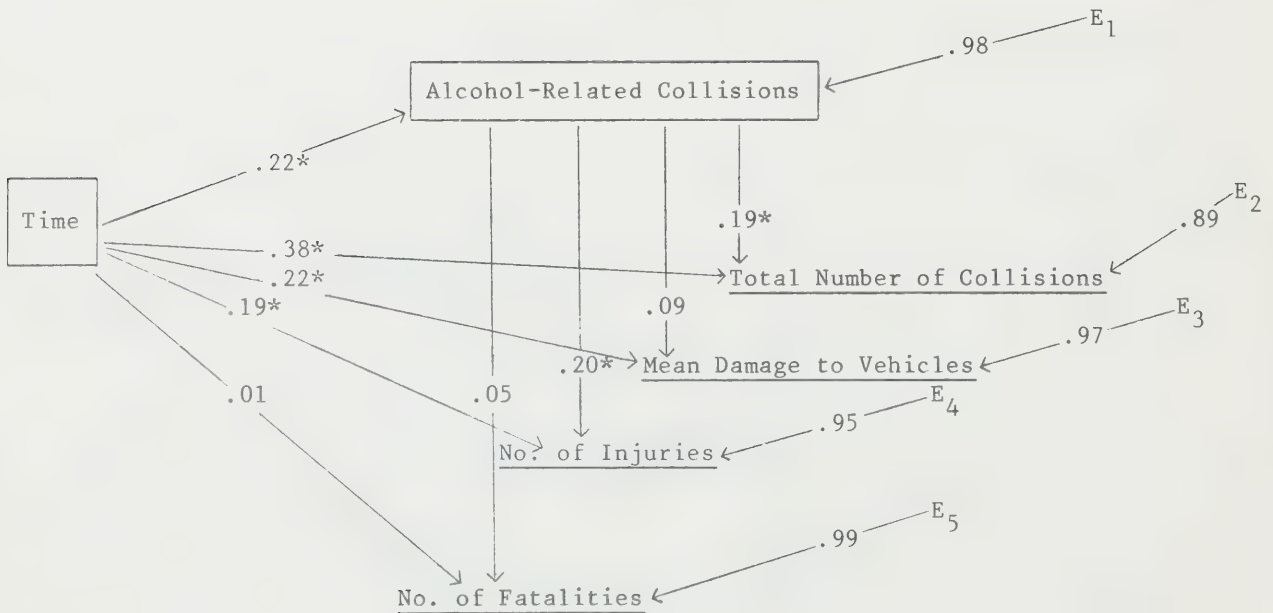 E1
.98
Alcohol-Related Collisions
.22*
Time
.19*
E2
.89
.38*
Total Number of Collisions
.22*
.19*
.09
E3
.97
.20*
Mean Damage to Vehicles
.01
.05
E4
.95
No. of Injuries
E5
.99
No. of Fatalities